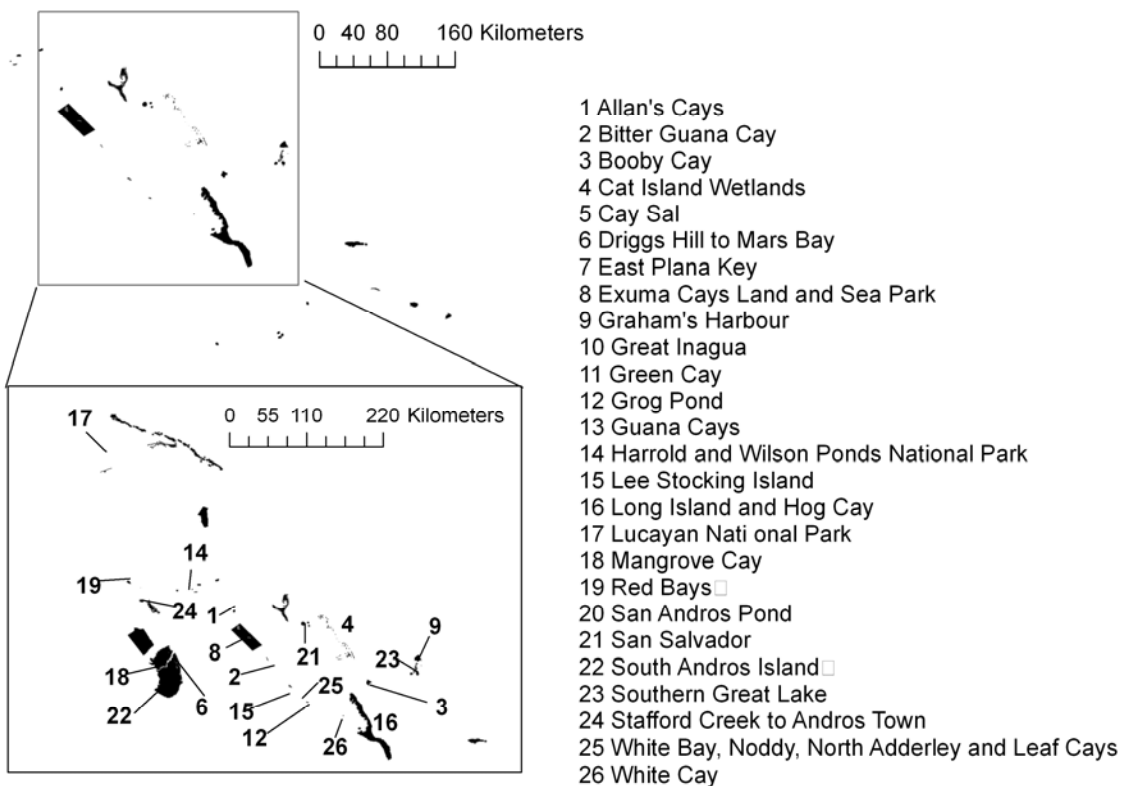 0 40 80 160 Kilometers
1 Allan's Cays
2 Bitter Guana Cay
3 Booby Cay
4 Cat Island Wetlands
5 Cay Sal
6 Driggs Hill to Mars Bay
7 East Plana Key
8 Exuma Cays Land and Sea Park
9 Graham's Harbour
10 Great Inagua
11 Green Cay
12 Grog Pond
13 Guana Cays
14 Harrold and Wilson Ponds National Park
15 Lee Stocking Island
16 Long Island and Hog Cay
17 Lucayan Nati onal Park
18 Mangrove Cay
19 Red Bays□
20 San Andros Pond
21 San Salvador
22 South Andros Island□
23 Southern Great Lake
24 Stafford Creek to Andros Town
25 White Bay, Noddy, North Adderley and Leaf Cays
26 White Cay
17
0 55 110 220 Kilometers
14
19
24
1
4
9
8
21
23
18
2
25
22
6
15
3
12
26
16